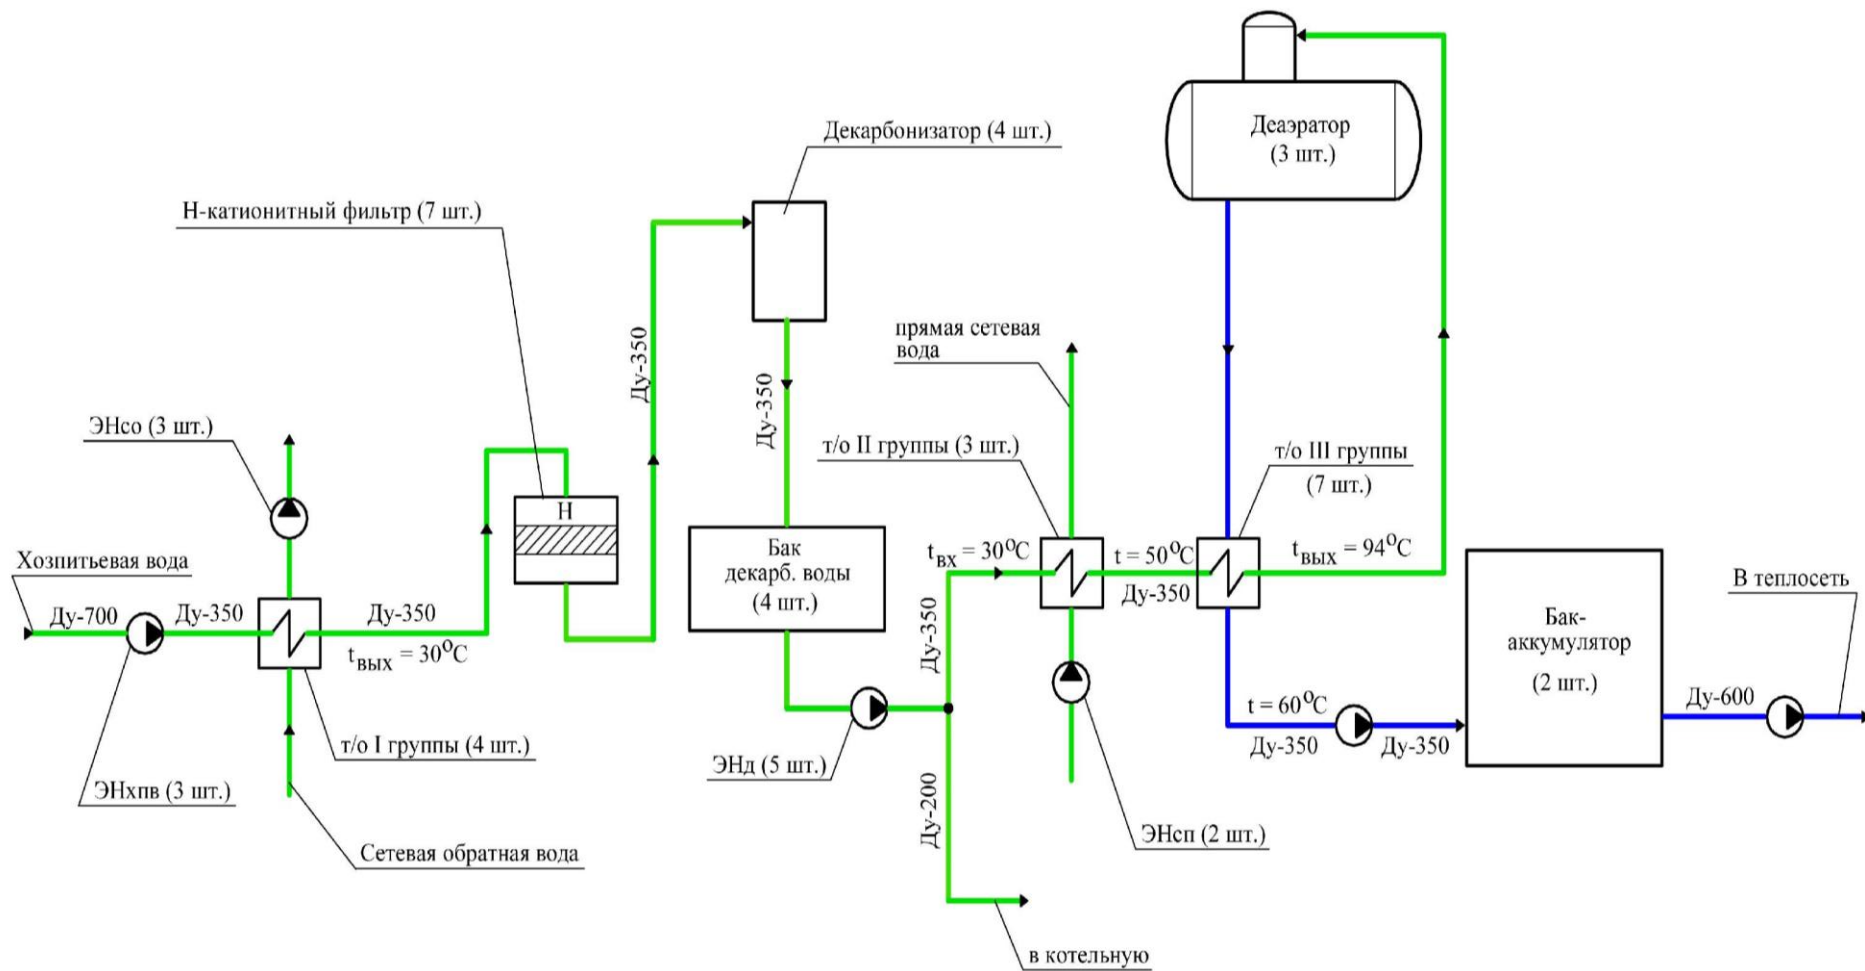 Деаэратор
(3 шт.)
Декарбонизатор (4 шт.)
Н-катионитный фильтр (7 шт.)
Ду-350
Ду-350
прямая сетевая
вода
ЭНсо (3 шт.)
т/о II группы (3 шт.)
т/о III группы
(7 шт.)
Н
Хозпитьевая вода
Ду-700
Ду-350
Ду-350
tвых = 30°C
Бак
декарб. воды
(4 шт.)
tвх = 30°C
t = 50°C
Ду-350
tвых = 94°C
Ду-350
Бак-
аккумулятор
(2 шт.)
В теплосеть
Ду-600
t = 60°C
Ду-350
Ду-350
т/о I группы (4 шт.)
ЭНхпв (3 шт.)
ЭНд (5 шт.)
Ду-200
ЭНсп (2 шт.)
Сетевая обратная вода
в котельную